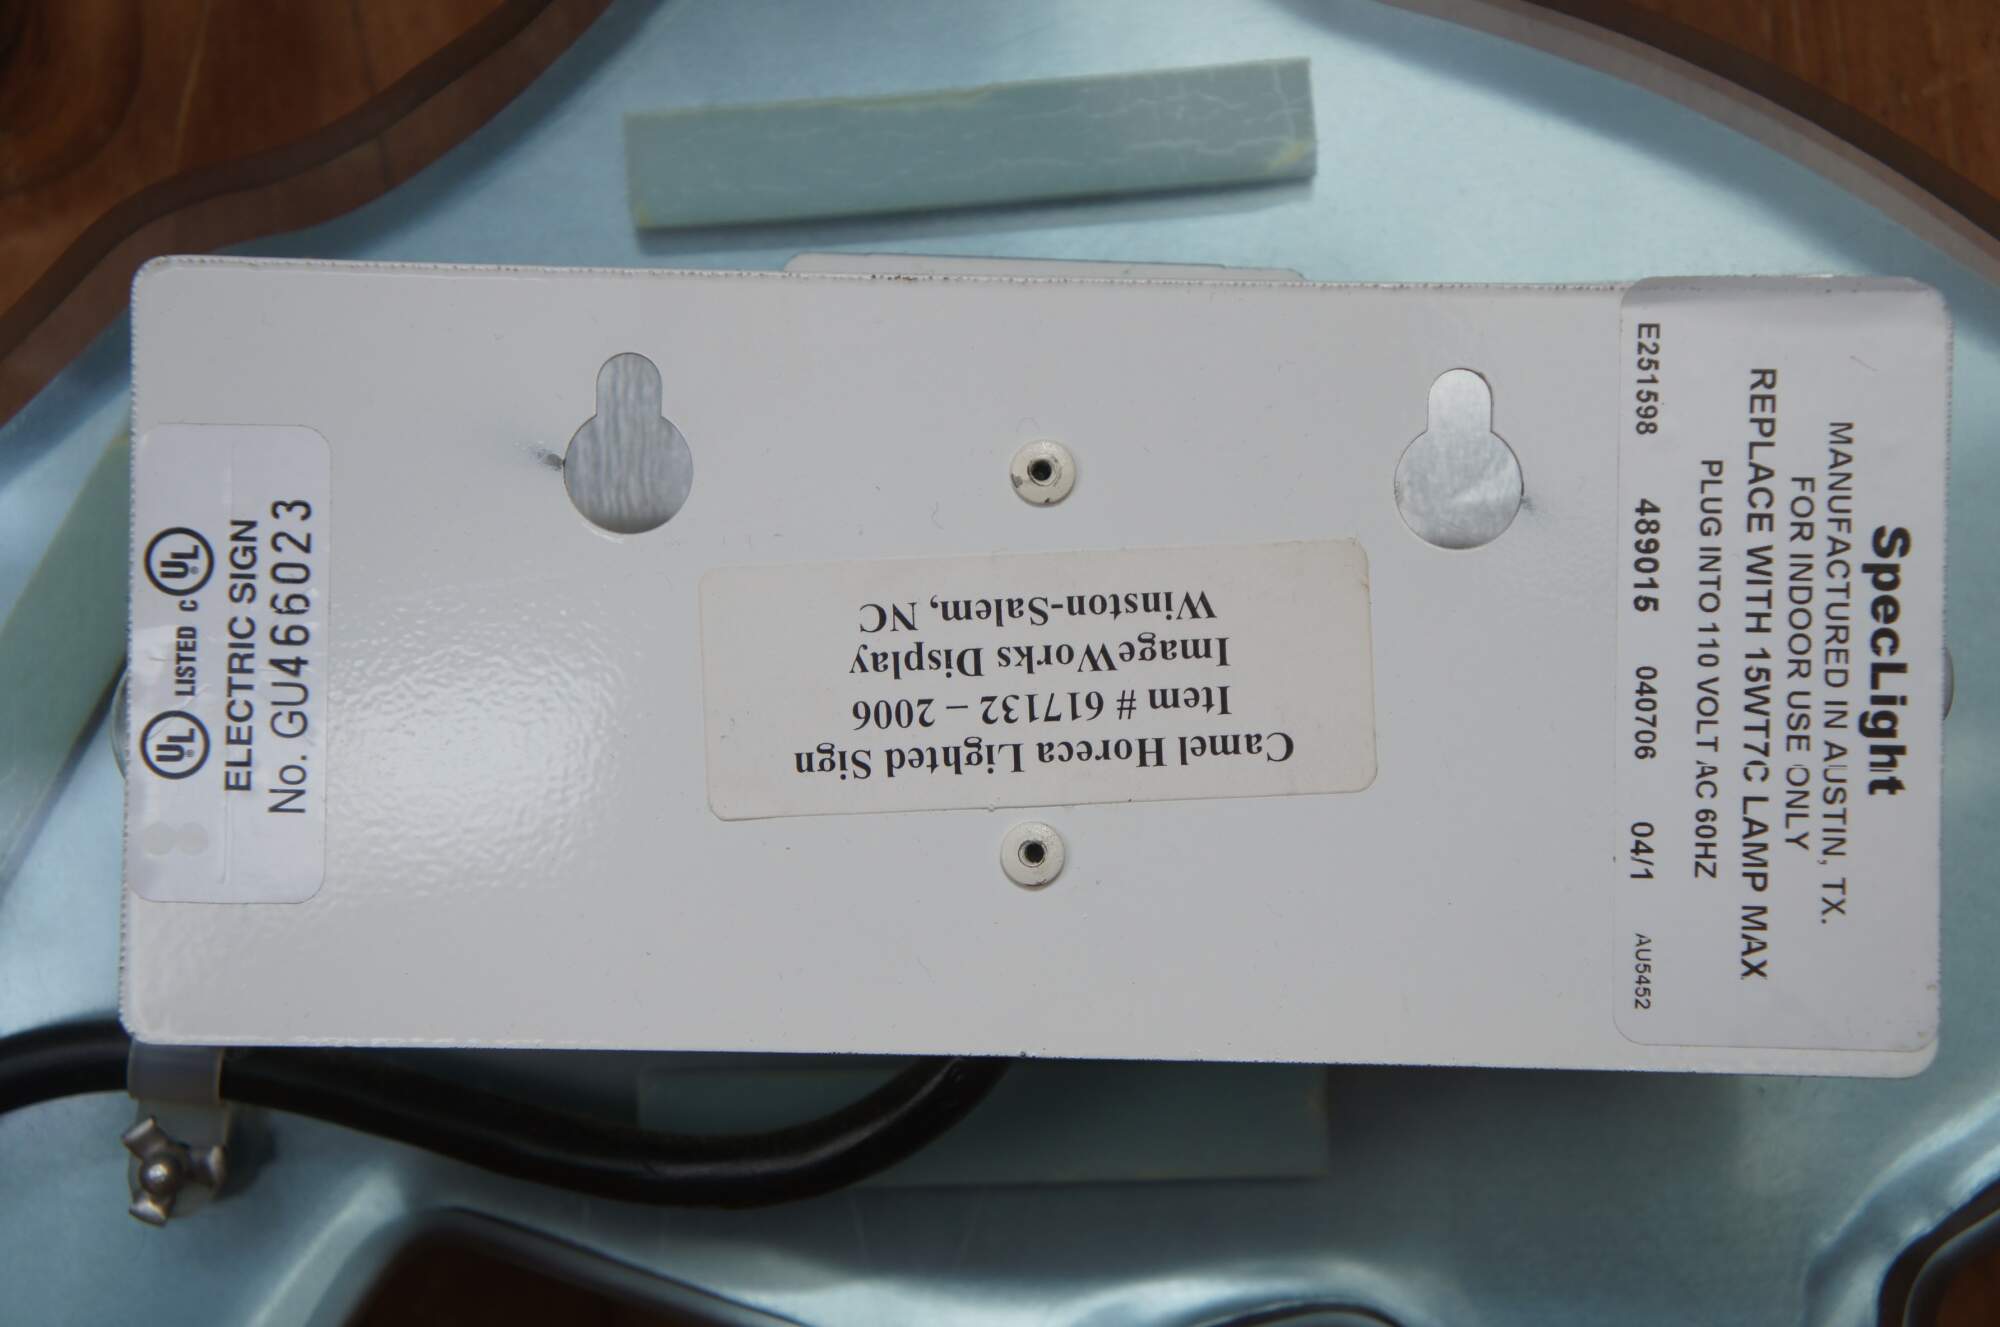 UL LISTED C UL
ELECTRIC SIGN
No. GU466023
Camel Horeca Lighted Sign
Item # 617132 – 2006
ImageWorks Display
Winston-Salem, NC
SpecLight
MANUFACTURED IN AUSTIN, TX.
FOR INDOOR USE ONLY
REPLACE WITH 15WT7C LAMP MAX
PLUG INTO 110 VOLT AC 60HZ
E251598 489015 040706 04/1 AU5452